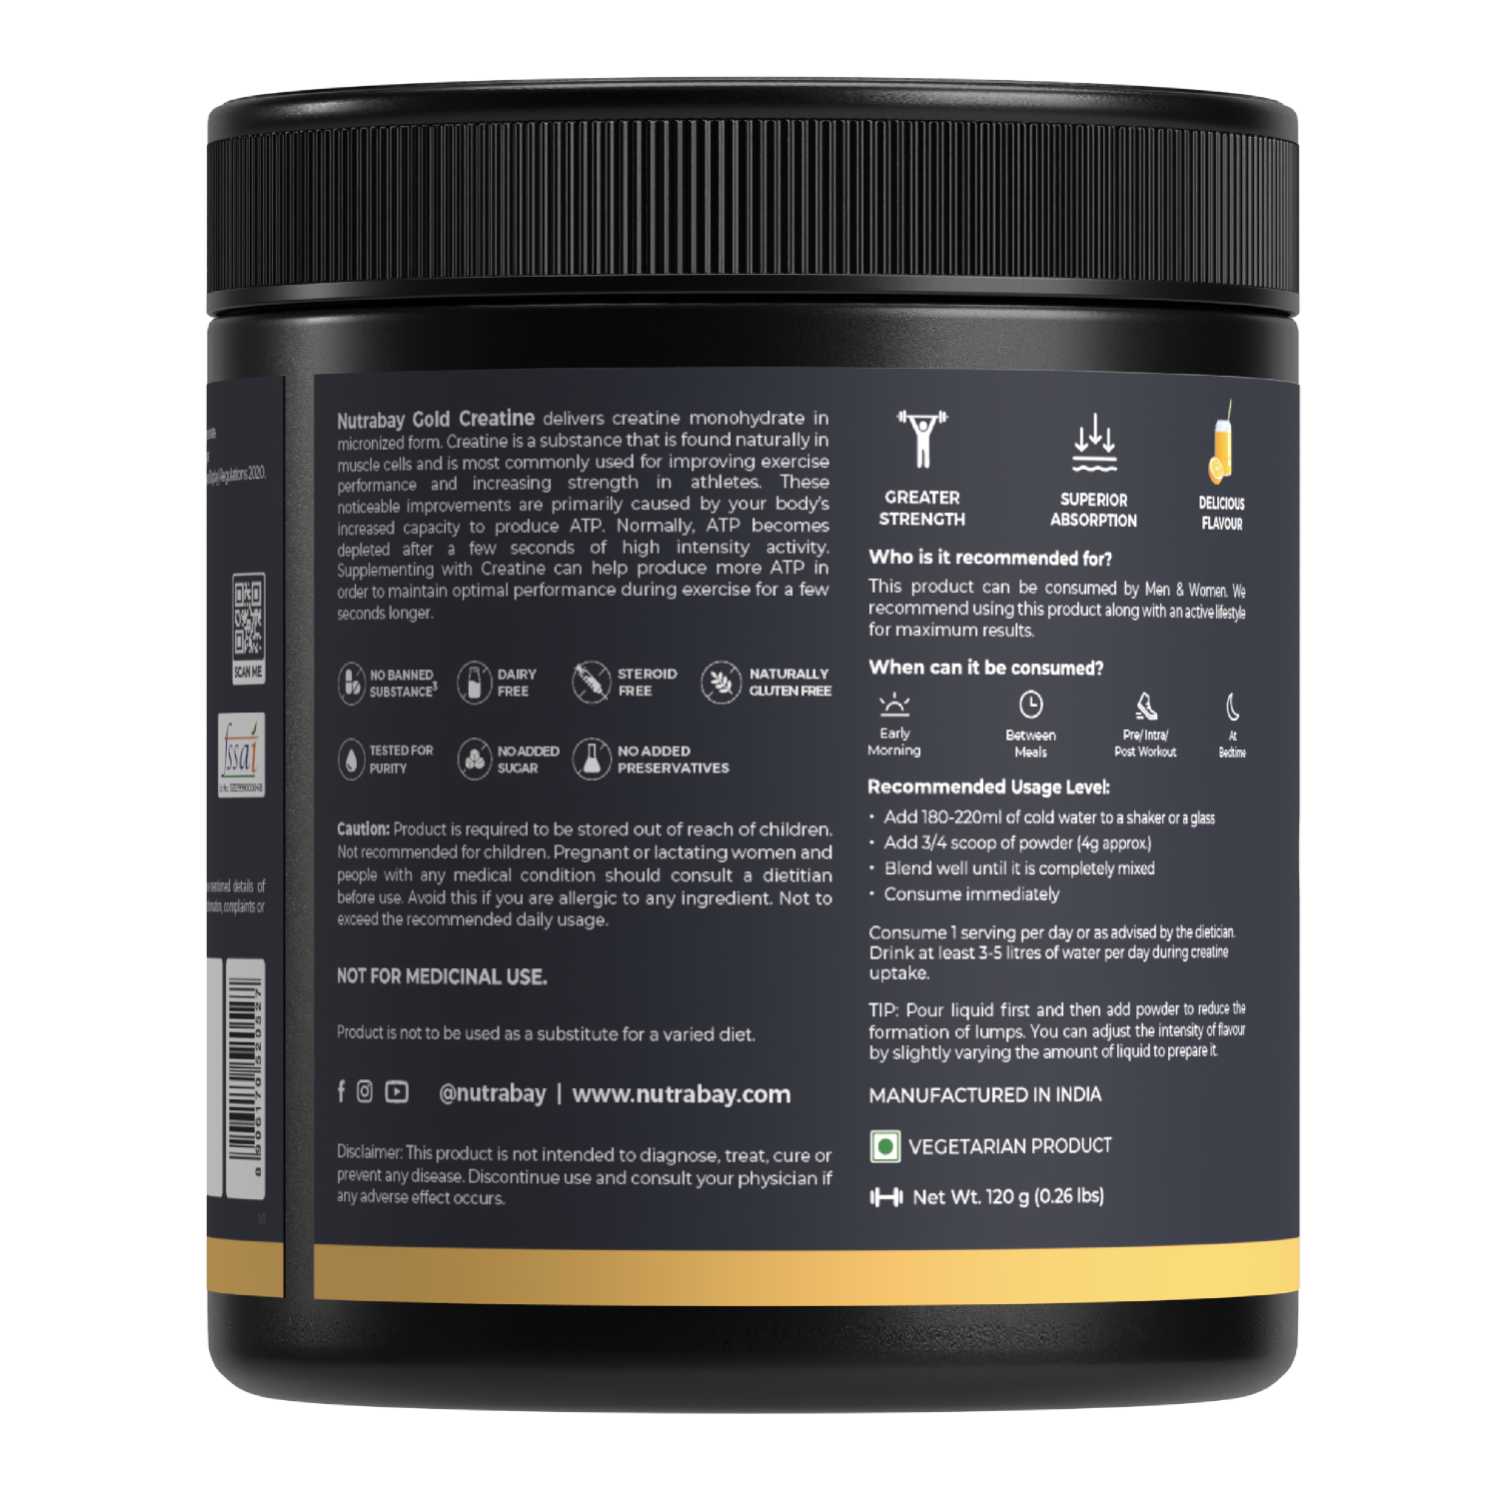 Regulations 2020.
SCAN ME
fssai
details of
complaints or
8906170520527
Nutrabay Gold Creatine delivers creatine monohydrate in
micronized form. Creatine is a substance that is found naturally in
muscle cells and is most commonly used for improving exercise
performance and increasing strength in athletes. These
noticeable improvements are primarily caused by your body's
increased capacity to produce ATP. Normally, ATP becomes
depleted after a few seconds of high intensity activity.
Supplementing with Creatine can help produce more ATP in
order to maintain optimal performance during exercise for a few
seconds longer.
NO BANNED
SUBSTANCE³
DAIRY
FREE
STEROID
FREE
NATURALLY
GLUTEN FREE
TESTED FOR
PURITY
NO ADDED
SUGAR
NO ADDED
PRESERVATIVES
Caution: Product is required to be stored out of reach of children.
Not recommended for children. Pregnant or lactating women and
people with any medical condition should consult a dietitian
before use. Avoid this if you are allergic to any ingredient. Not to
exceed the recommended daily usage.
NOT FOR MEDICINAL USE.
Product is not to be used as a substitute for a varied diet.
@nutrabay | www.nutrabay.com
Disclaimer: This product is not intended to diagnose, treat, cure or
prevent any disease. Discontinue use and consult your physician if
any adverse effect occurs.
GREATER
STRENGTH
SUPERIOR
ABSORPTION
DELICIOUS
FLAVOUR
Who is it recommended for?
This product can be consumed by Men & Women. We
recommend using this product along with an active lifestyle
for maximum results.
When can it be consumed?
Early
Morning
Between
Meals
Pre/ Intra/
Post Workout
At
Bedtime
Recommended Usage Level:
• Add 180-220ml of cold water to a shaker or a glass
• Add 3/4 scoop of powder (4g approx.)
• Blend well until it is completely mixed
• Consume immediately
Consume 1 serving per day or as advised by the dietician.
Drink at least 3-5 litres of water per day during creatine
uptake.
TIP: Pour liquid first and then add powder to reduce the
formation of lumps. You can adjust the intensity of flavour
by slightly varying the amount of liquid to prepare it.
MANUFACTURED IN INDIA
VEGETARIAN PRODUCT
Net Wt. 120 g (0.26 lbs)